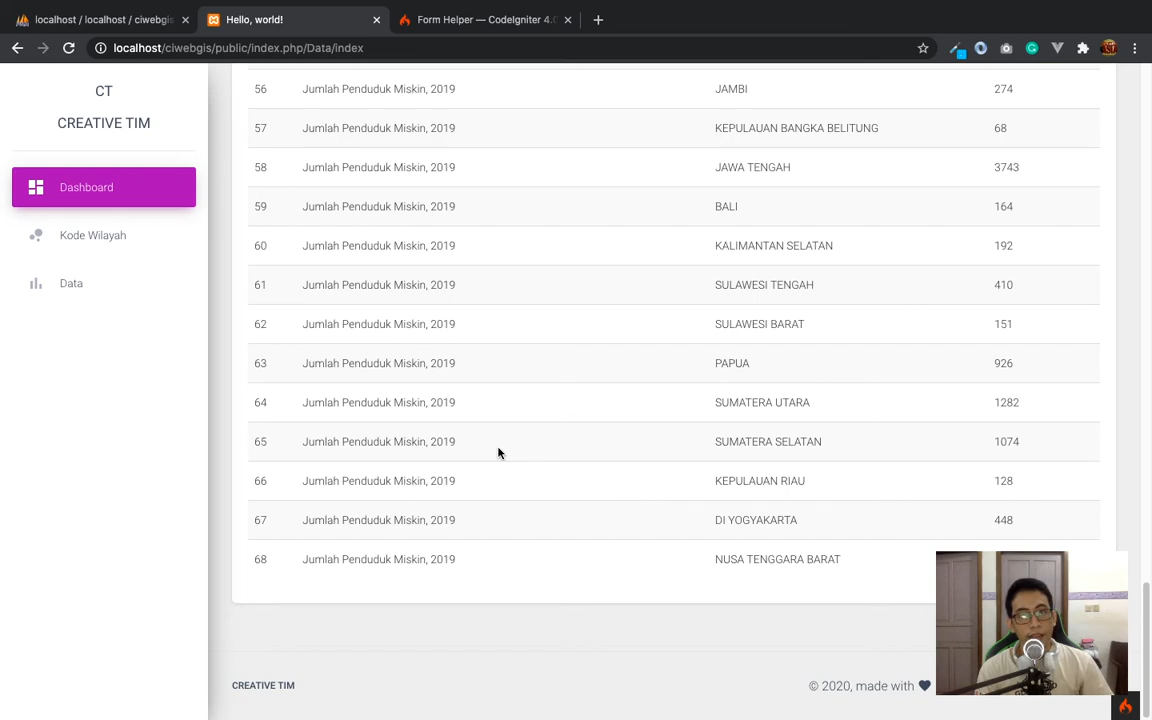 localhost / localhost / ciwebgis
Hello, world!
Form Helper — CodeIgniter 4.
localhost/ciwebgis/public/index.php/Data/index
CT
CREATIVE TIM
Dashboard
Kode Wilayah
Data
56 Jumlah Penduduk Miskin, 2019 JAMBI 274
57 Jumlah Penduduk Miskin, 2019 KEPULAUAN BANGKA BELITUNG 68
58 Jumlah Penduduk Miskin, 2019 JAWA TENGAH 3743
59 Jumlah Penduduk Miskin, 2019 BALI 164
60 Jumlah Penduduk Miskin, 2019 KALIMANTAN SELATAN 192
61 Jumlah Penduduk Miskin, 2019 SULAWESI TENGAH 410
62 Jumlah Penduduk Miskin, 2019 SULAWESI BARAT 151
63 Jumlah Penduduk Miskin, 2019 PAPUA 926
64 Jumlah Penduduk Miskin, 2019 SUMATERA UTARA 1282
65 Jumlah Penduduk Miskin, 2019 SUMATERA SELATAN 1074
66 Jumlah Penduduk Miskin, 2019 KEPULAUAN RIAU 128
67 Jumlah Penduduk Miskin, 2019 DI YOGYAKARTA 448
68 Jumlah Penduduk Miskin, 2019 NUSA TENGGARA BARAT
CREATIVE TIM
© 2020, made with